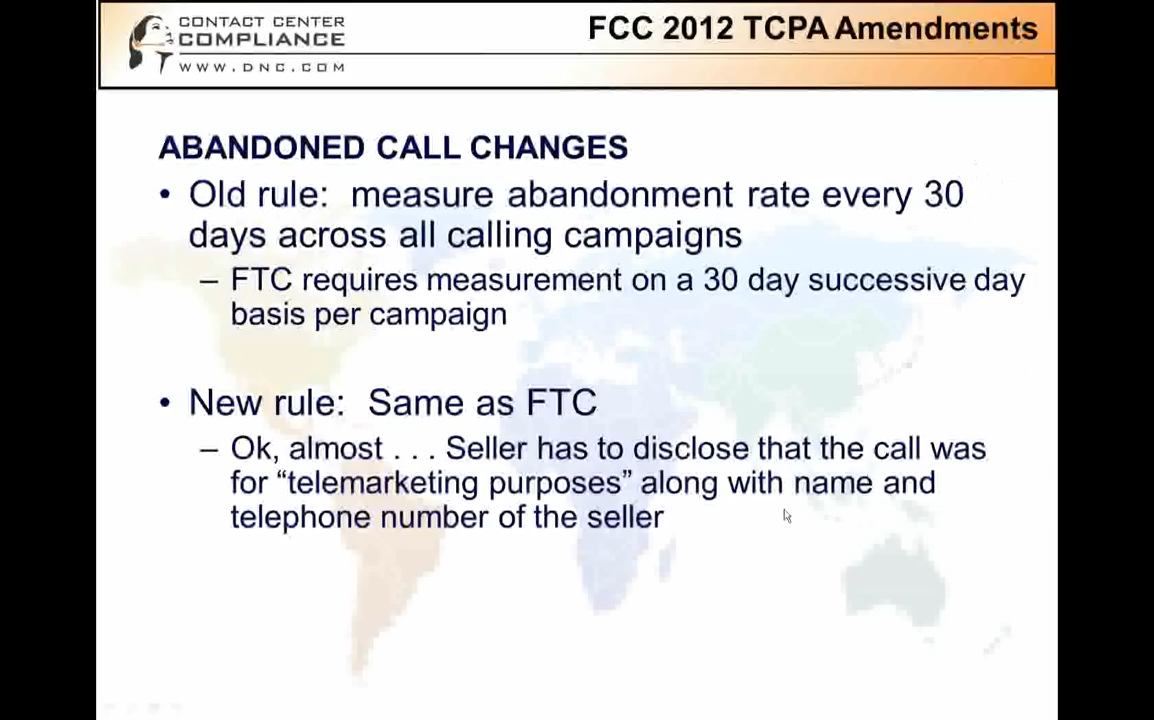 CONTACT CENTER
COMPLIANCE
WWW.DNC.COM
FCC 2012 TCPA Amendments
ABANDONED CALL CHANGES
• Old rule: measure abandonment rate every 30
days across all calling campaigns
– FTC requires measurement on a 30 day successive day
basis per campaign
• New rule: Same as FTC
– Ok, almost . . . Seller has to disclose that the call was
for “telemarketing purposes” along with name and
telephone number of the seller